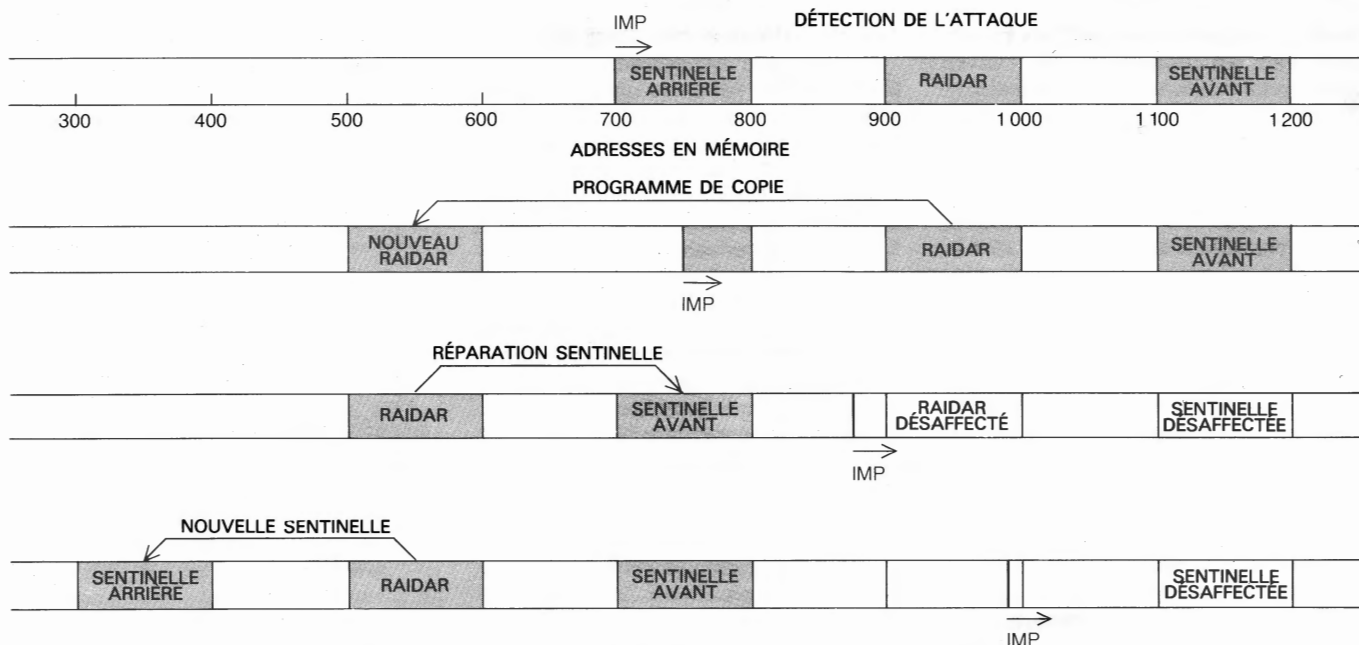 IMP
DÉTECTION DE L'ATTAQUE
SENTINELLE
ARRIÈRE
RAIDAR
SENTINELLE
AVANT
300 400 500 600 700 800 900 1 000 1 100 1 200
ADRESSES EN MÉMOIRE
PROGRAMME DE COPIE
NOUVEAU
RAIDAR
RAIDAR
SENTINELLE
AVANT
IMP
RÉPARATION SENTINELLE
RAIDAR
SENTINELLE
AVANT
RAIDAR
DÉSAFFECTÉ
SENTINELLE
DÉSAFFECTÉE
IMP
NOUVELLE SENTINELLE
SENTINELLE
ARRIÈRE
RAIDAR
SENTINELLE
AVANT
SENTINELLE
DÉSAFFECTÉE
IMP